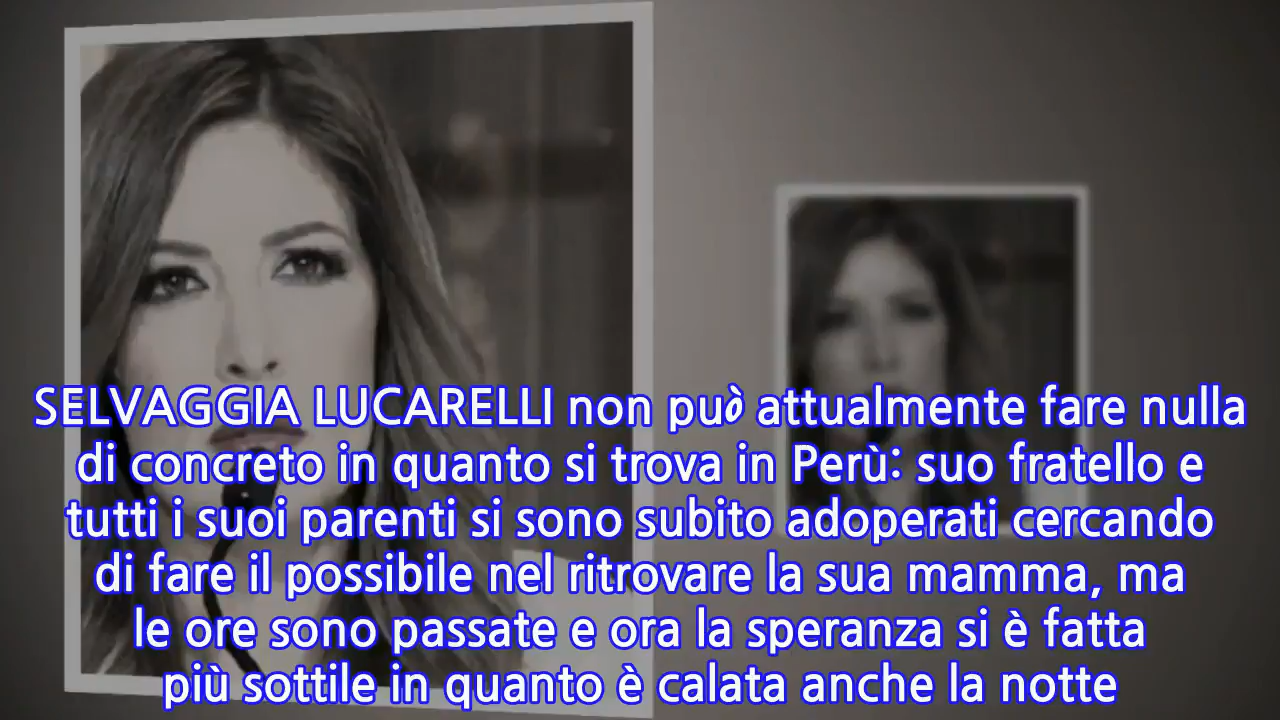 SELVAGGIA LUCARELLI non può attualmente fare nulla
di concreto in quanto si trova in Perù: suo fratello e
tutti i suoi parenti si sono subito adoperati cercando
di fare il possibile nel ritrovare la sua mamma, ma
le ore sono passate e ora la speranza si è fatta
più sottile in quanto è calata anche la notte